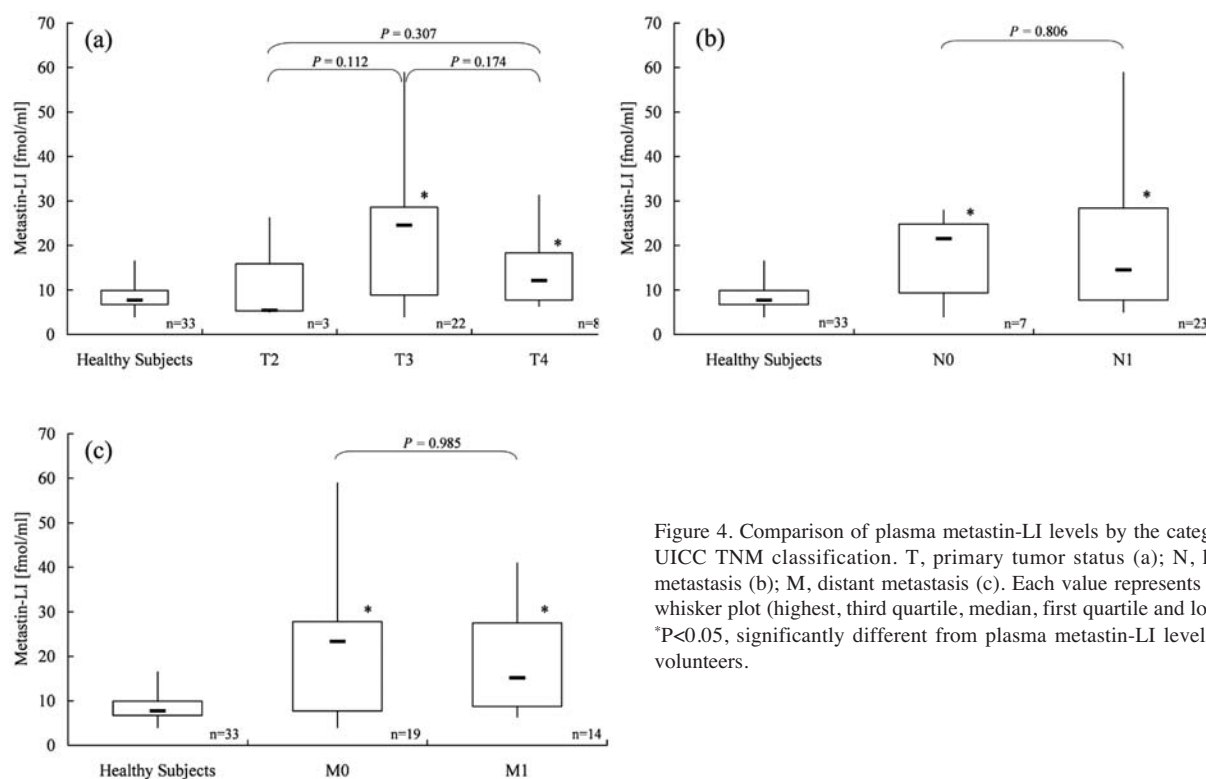 (a)
P = 0.307
P = 0.112
P = 0.174
Metastin-LI [fmol/ml]
70
60
50
40
30
20
10
0
*
*
n=33
n=3
n=22
n=8
Healthy Subjects
T2
T3
T4
(b)
P = 0.806
Metastin-LI [fmol/ml]
70
60
50
40
30
20
10
0
*
*
n=33
n=7
n=23
Healthy Subjects
N0
N1
(c)
P = 0.985
Metastin-LI [fmol/ml]
70
60
50
40
30
20
10
0
*
*
n=33
n=19
n=14
Healthy Subjects
M0
M1
Figure 4. Comparison of plasma metastin-LI levels by the categ
UICC TNM classification. T, primary tumor status (a); N, l
metastasis (b); M, distant metastasis (c). Each value represents
whisker plot (highest, third quartile, median, first quartile and lo
*P<0.05, significantly different from plasma metastin-LI level
volunteers.